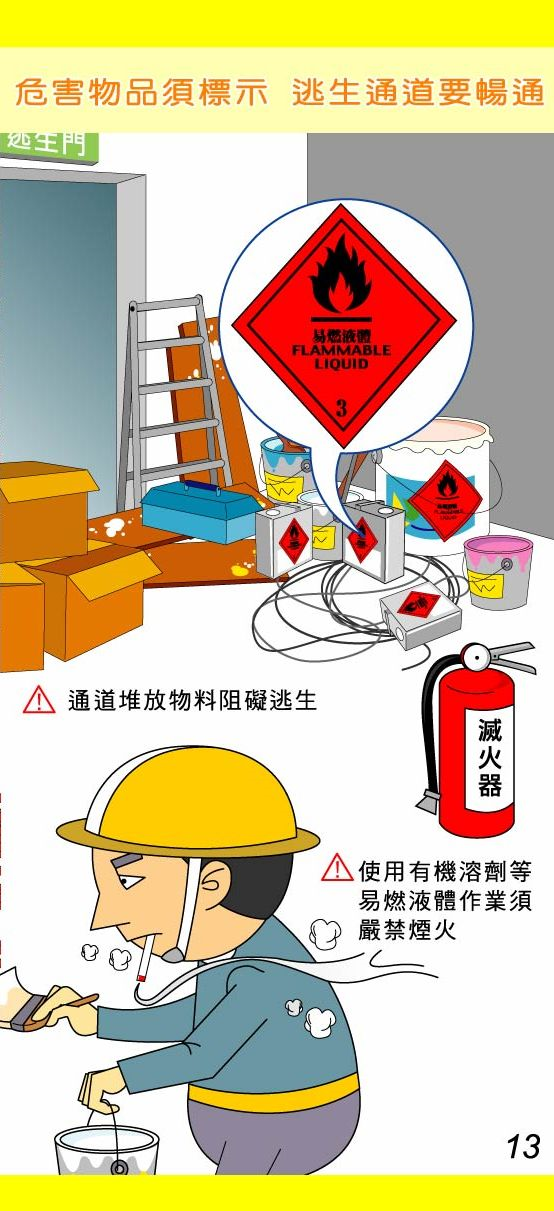 危害物品須標示 逃生通道要暢通
逃生門
易燃液體
FLAMMABLE
LIQUID
3
通道堆放物料阻礙逃生
滅火器
使用有機溶劑等
易燃液體作業須
嚴禁煙火
13